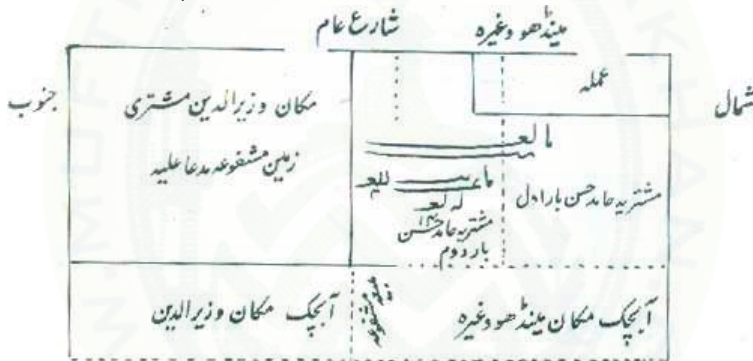 مینڈھو وغیرہ
شارع عام
شمال
عملہ
جنوب
مکان وزیرالدین مشتری
زمین مشفوعہ مدعا علیہ
مشتریہ حامد حسن بار اول
مشتریہ حامد حسن
بار دوم
آبچک مکان مینڈھو وغیرہ
آبچک مکان وزیرالدین